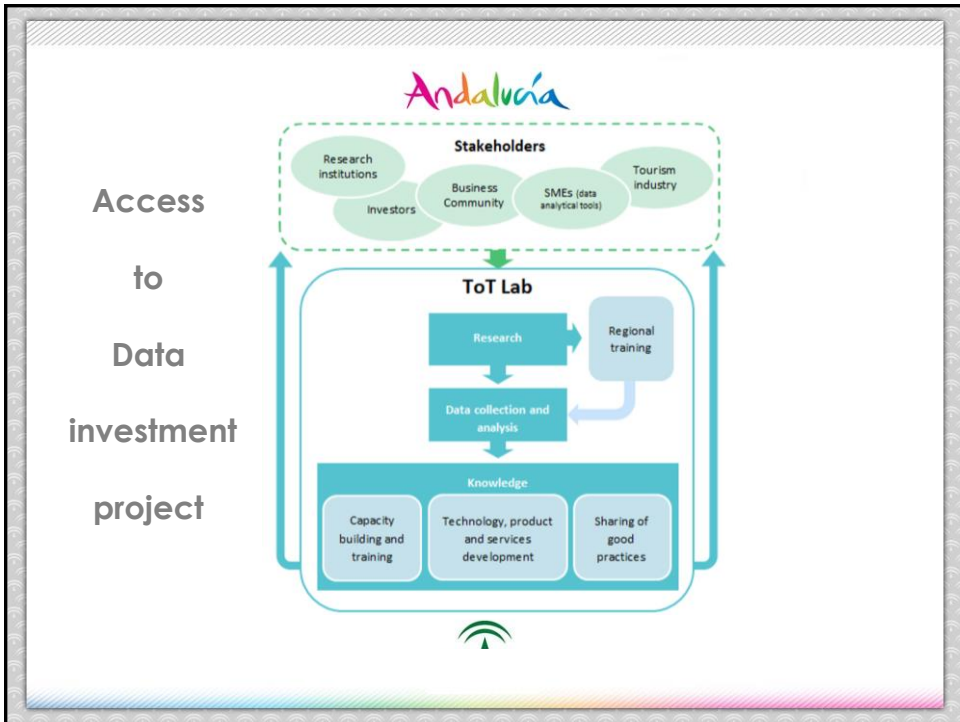 Andalucía
Access
to
Data
investment
project
Stakeholders
Research
institutions
Investors
Business
Community
SMEs (data
analytical tools)
Tourism
industry
ToT Lab
Research
Regional
training
Data collection and
analysis
Knowledge
Capacity
building and
training
Technology, product
and services
development
Sharing of
good
practices